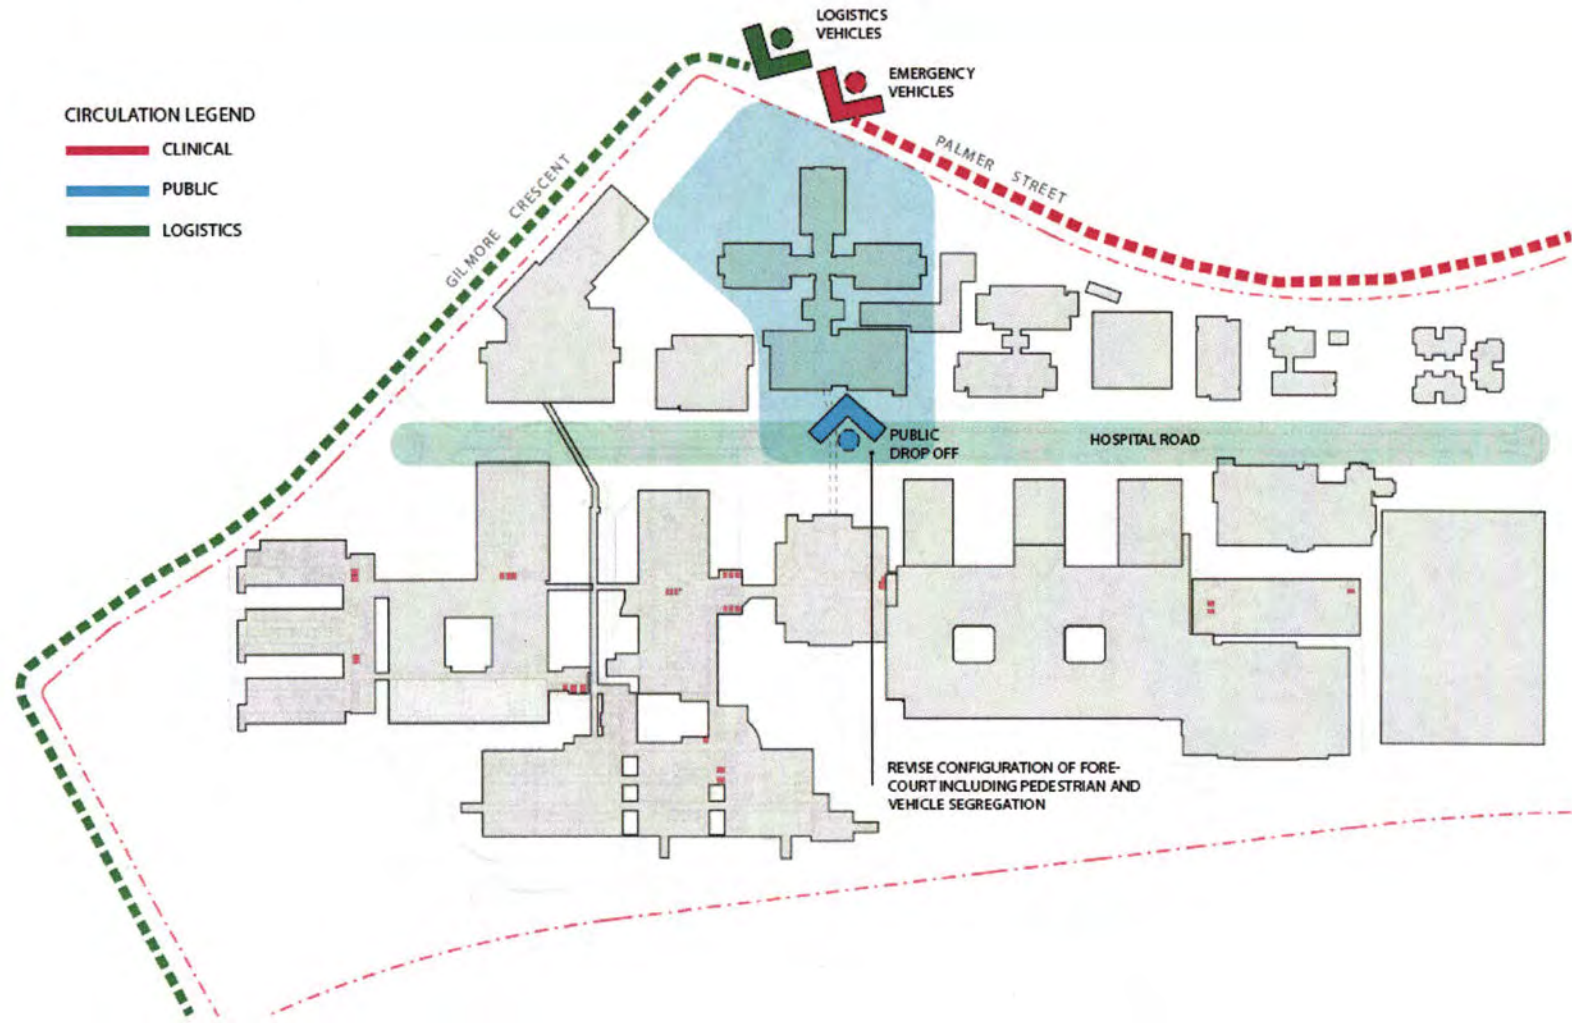 LOGISTICS
VEHICLES
EMERGENCY
VEHICLES
CIRCULATION LEGEND
CLINICAL
PUBLIC
LOGISTICS
GILMORE CRESCENT
PALMER STREET
PUBLIC
DROP OFF
HOSPITAL ROAD
REVISE CONFIGURATION OF FORE-
COURT INCLUDING PEDESTRIAN AND
VEHICLE SEGREGATION